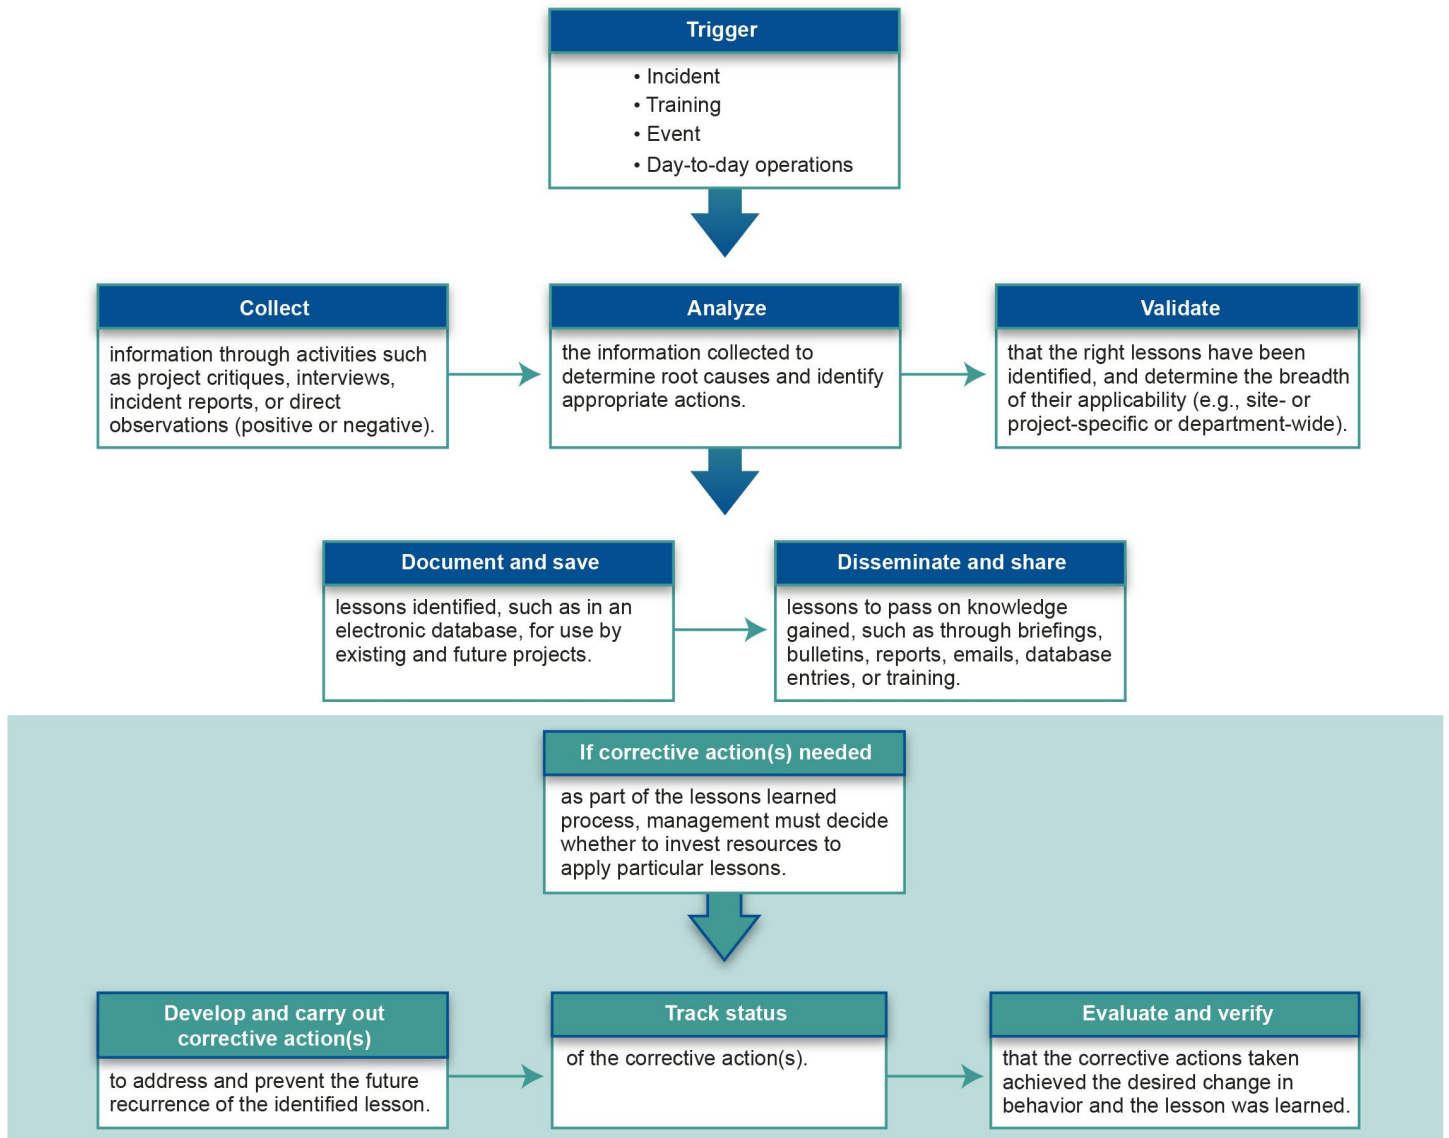 Trigger
• Incident
• Training
• Event
• Day-to-day operations
Collect
information through activities such
as project critiques, interviews,
incident reports, or direct
observations (positive or negative).
Analyze
the information collected to
determine root causes and identify
appropriate actions.
Validate
that the right lessons have been
identified, and determine the breadth
of their applicability (e.g., site- or
project-specific or department-wide).
Document and save
lessons identified, such as in an
electronic database, for use by
existing and future projects.
Disseminate and share
lessons to pass on knowledge
gained, such as through briefings,
bulletins, reports, emails, database
entries, or training.
If corrective action(s) needed
as part of the lessons learned
process, management must decide
whether to invest resources to
apply particular lessons.
Develop and carry out
corrective action(s)
to address and prevent the future
recurrence of the identified lesson.
Track status
of the corrective action(s).
Evaluate and verify
that the corrective actions taken
achieved the desired change in
behavior and the lesson was learned.